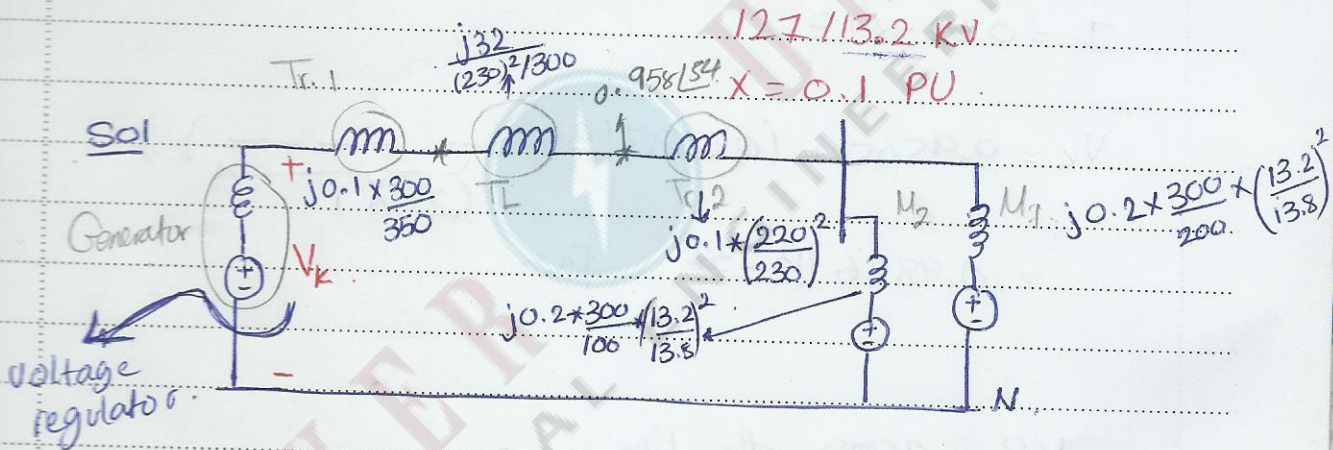 127/13.2 KV
X = 0.1 PU.
Tr. 1
j32
(230)²/300
0.958
Sol
+
j0.1 × 300/350
TL
Tr. 2
j0.1*(220/230)²
M2
M1
j0.2 × 300/200 × (13.2/13.8)²
Generator
+
-
VK
j0.2*300/100*(13.2/13.8)²
+
-
+
-
voltage
regulator.
-
N.